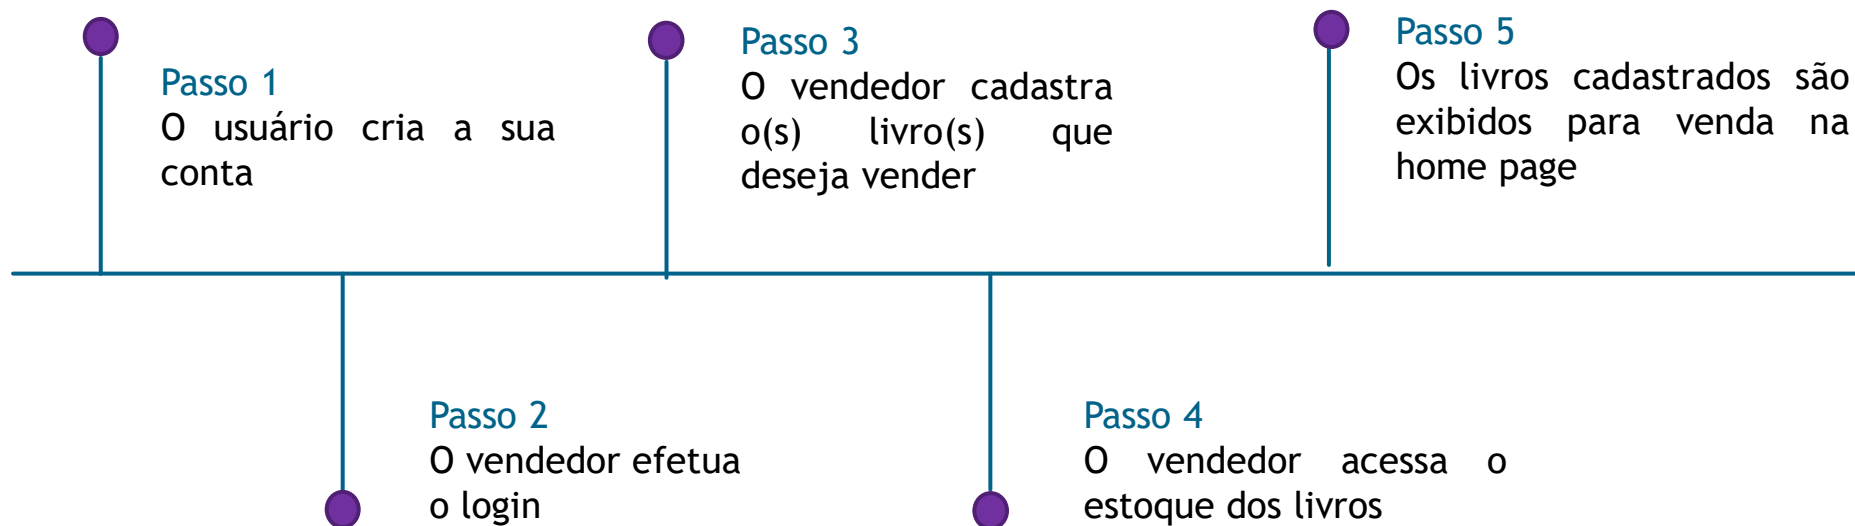 Passo 1
O usuário cria a sua
conta
Passo 2
O vendedor efetua
o login
Passo 3
O vendedor cadastra
o(s) livro(s) que
deseja vender
Passo 4
O vendedor acessa o
estoque dos livros
Passo 5
Os livros cadastrados são
exibidos para venda na
home page